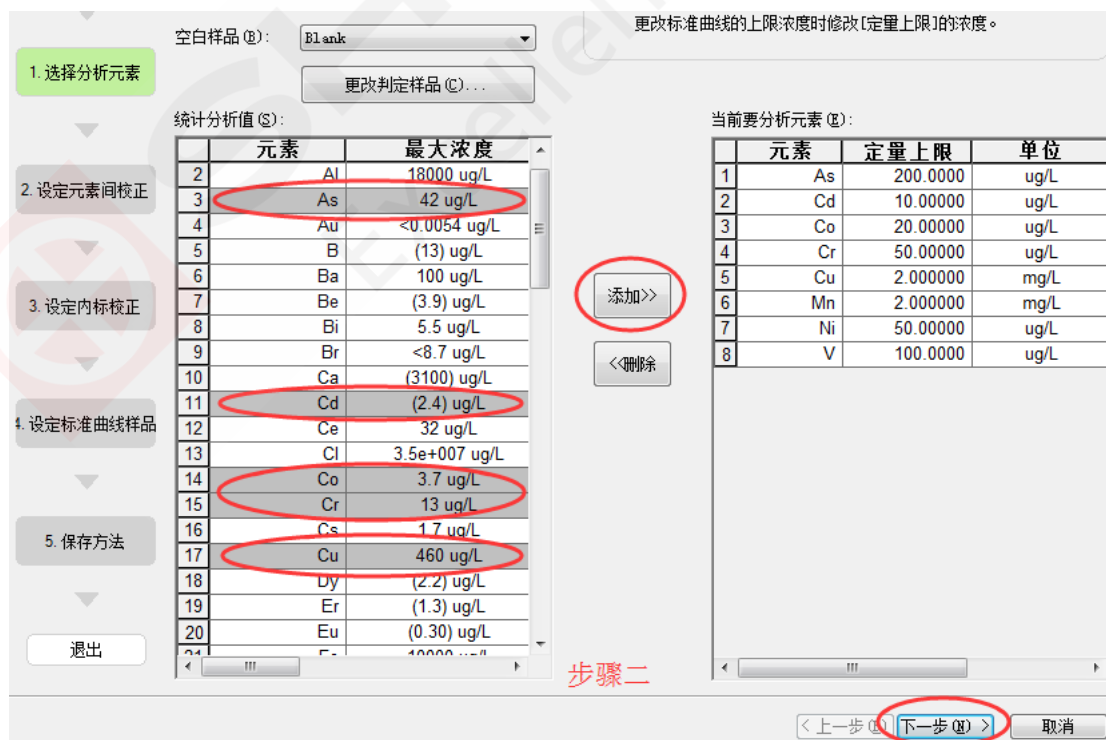 空白样品(B): Blank
更改判定样品(C)...
更改标准曲线的上限浓度时修改[定量上限]的浓度。
1. 选择分析元素
2. 设定元素间校正
3. 设定内标校正
4. 设定标准曲线样品
5. 保存方法
退出
统计分析值(S):
元素 最大浓度
2 Al 18000 ug/L
3 As 42 ug/L
4 Au <0.0054 ug/L
5 B (13) ug/L
6 Ba 100 ug/L
7 Be (3.9) ug/L
8 Bi 5.5 ug/L
9 Br <8.7 ug/L
10 Ca (3100) ug/L
11 Cd (2.4) ug/L
12 Ce 32 ug/L
13 Cl 3.5e+007 ug/L
14 Co 3.7 ug/L
15 Cr 13 ug/L
16 Cs 1.7 ug/L
17 Cu 460 ug/L
18 Dy (2.2) ug/L
19 Er (1.3) ug/L
20 Eu (0.30) ug/L
添加>>
<<删除
当前要分析元素(E):
元素 定量上限 单位
1 As 200.0000 ug/L
2 Cd 10.00000 ug/L
3 Co 20.00000 ug/L
4 Cr 50.00000 ug/L
5 Cu 2.000000 mg/L
6 Mn 2.000000 mg/L
7 Ni 50.00000 ug/L
8 V 100.0000 ug/L
步骤二
<上一步 下一步(N) > 取消